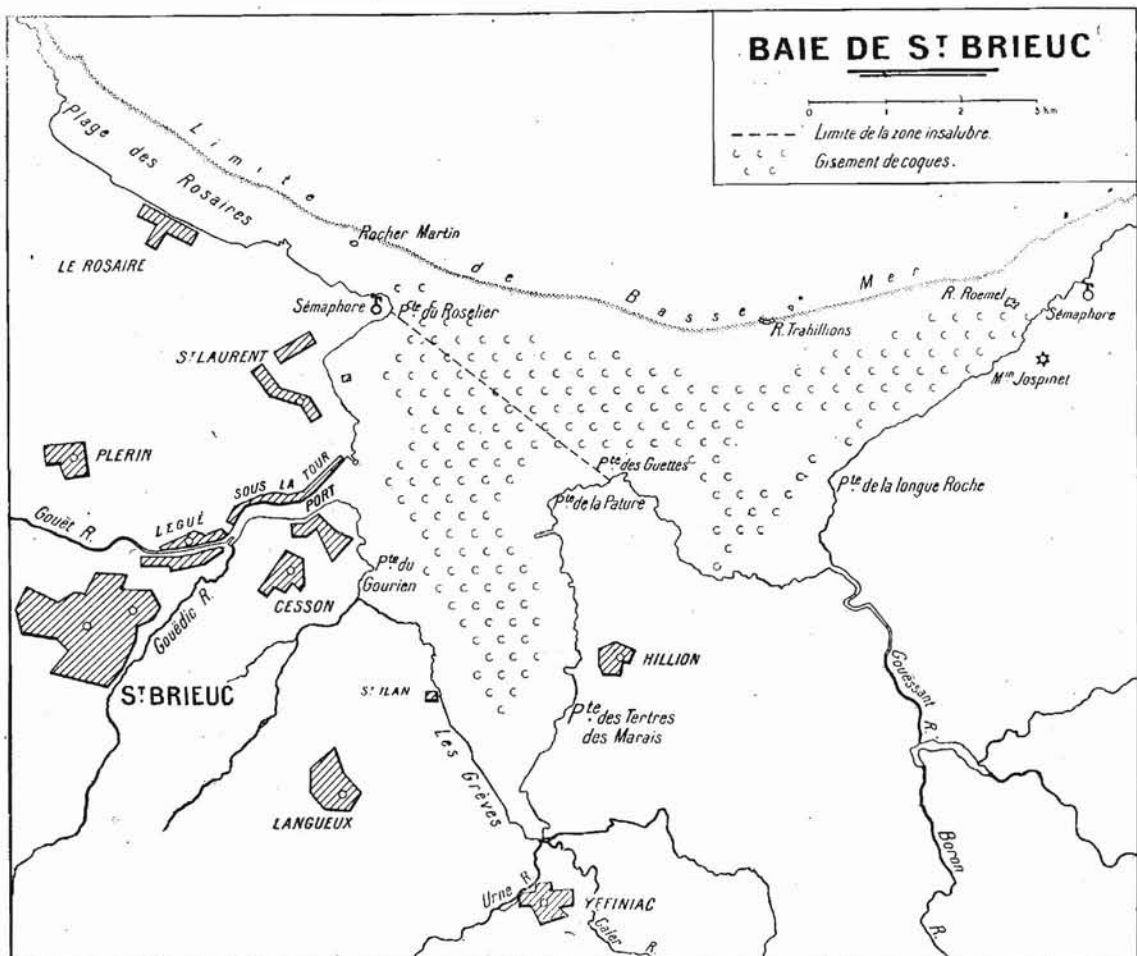 BAIE DE Sᵀ BRIEUC
0 1 2 3 km
Limite de la zone insalubre.
Gisement de coques.
Plage des Rosaires
Limite de Basse Mer
Rocher Martin
LE ROSAIRE
Sémaphore
Pᵗᵉ du Roselier
R. Trahillions
R. Roemel
Sémaphore
Mⁱⁿ Jospinet
Sᵀ LAURENT
PLERIN
SOUS LA TOUR
PORT
LEGUÉ
Gouët R.
Pᵗᵉ des Guettes
Pᵗᵉ de la Pature
Pᵗᵉ de la longue Roche
Pᵗᵉ du
Gourien
CESSON
Gouëdic R.
Sᵀ BRIEUC
HILLION
Sᵀ ILAN
Pᵗᵉ des Tertres
des Marais
Gouëssant R.
Les Grèves
LANGUEUX
Boron R.
Urne R.
YFFINIAC
Caler R.